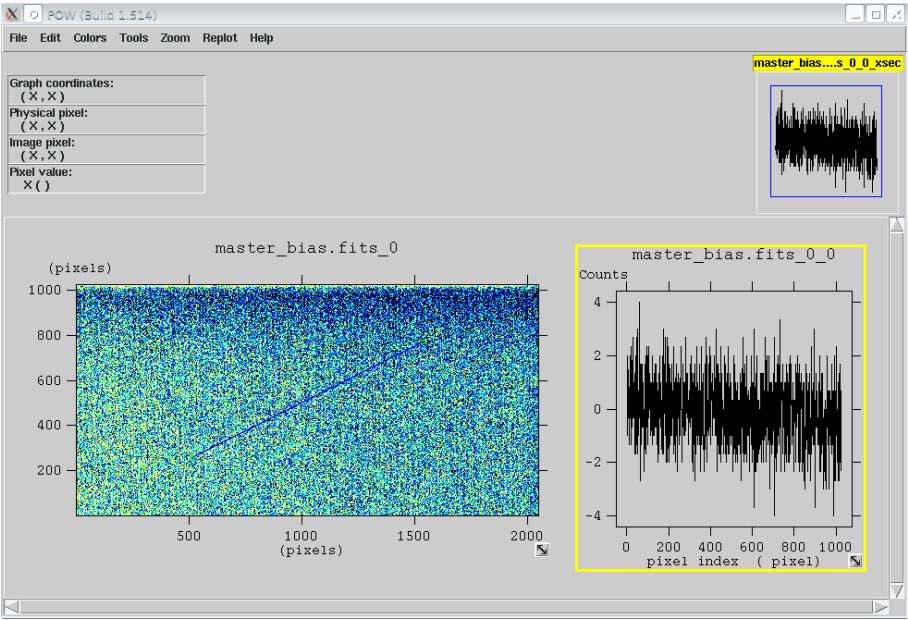 POW (Build 1.514)
File Edit Colors Tools Zoom Replot Help
master_bias....s_0_0_xsec
Graph coordinates:
(X,X)
Physical pixel:
(X,X)
Image pixel:
(X,X)
Pixel value:
X()
master_bias.fits_0
(pixels)
1000
800
600
400
200
500 1000 1500 2000
(pixels)
master_bias.fits_0_0
Counts
4
2
0
-2
-4
0 200 400 600 800 1000
pixel index ( pixel)